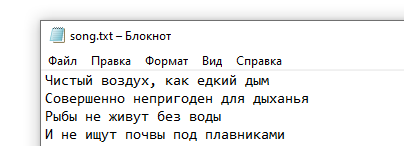 song.txt – Блокнот
Файл Правка Формат Вид Справка
Чистый воздух, как едкий дым
Совершенно непригоден для дыханья
Рыбы не живут без воды
И не ищут почвы под плавниками